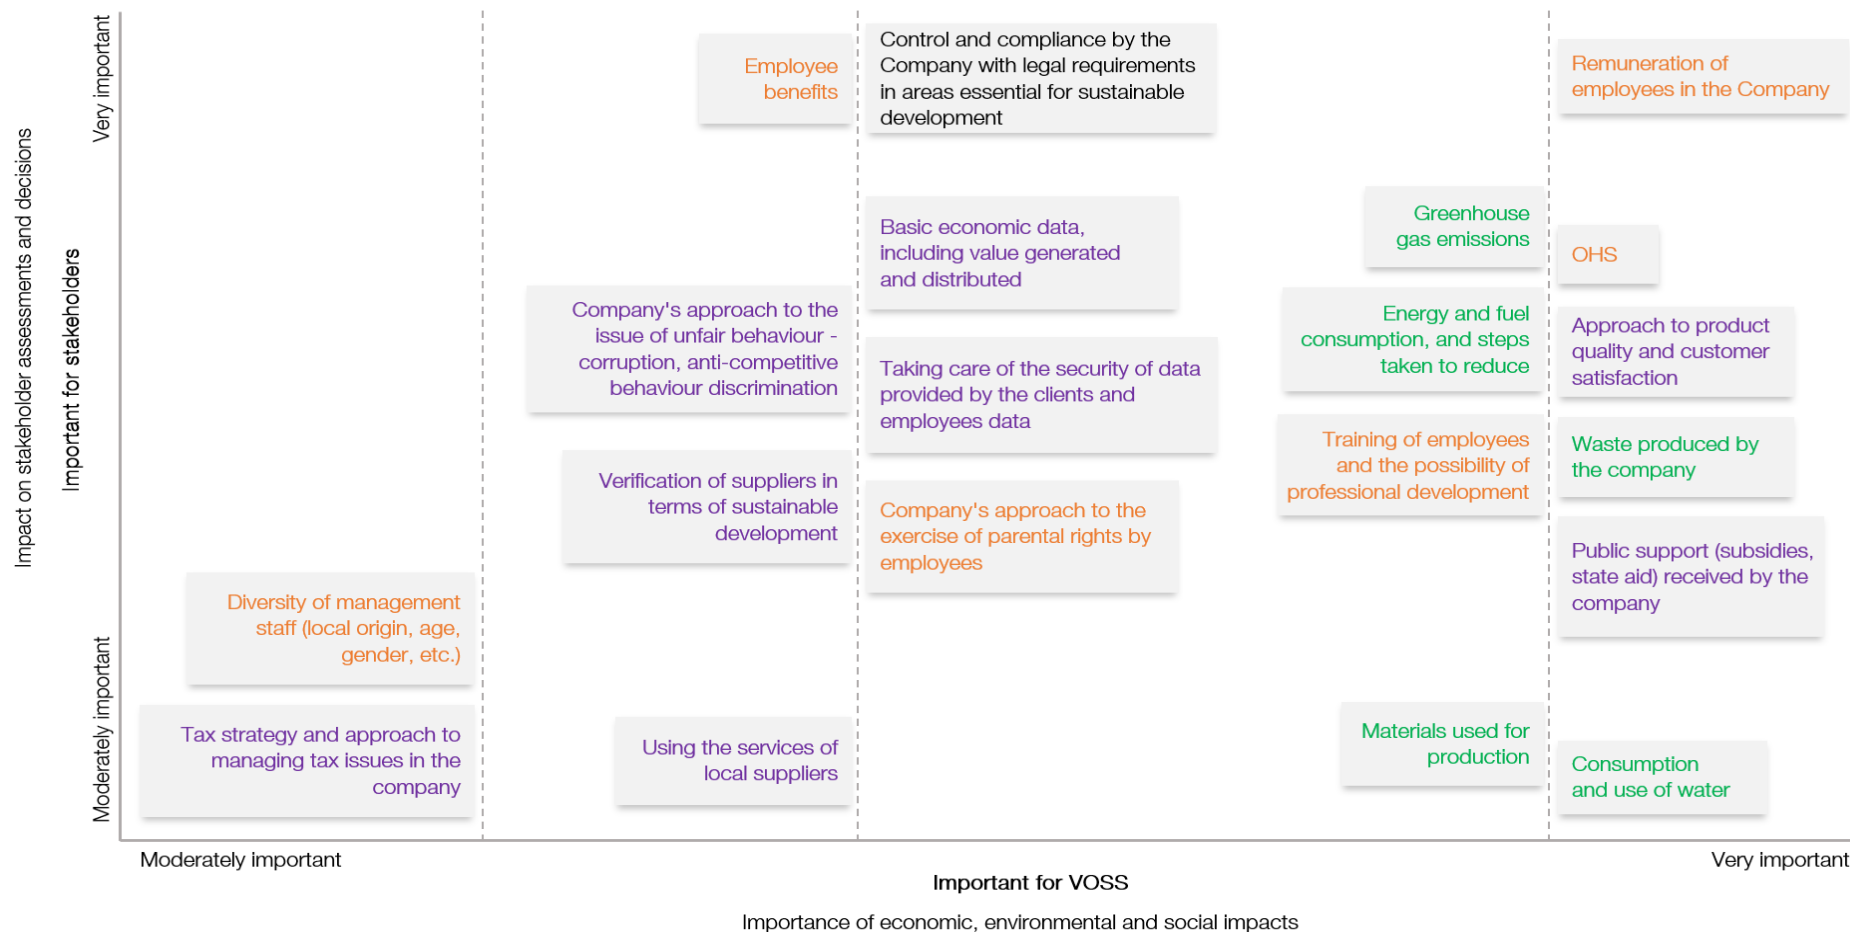 Impact on stakeholder assessments and decisions
Important for stakeholders
Very important
Moderately important
Employee
benefits
Control and compliance by the
Company with legal requirements
in areas essential for sustainable
development
Remuneration of
employees in the Company
Basic economic data,
including value generated
and distributed
Greenhouse
gas emissions
OHS
Company's approach to the
issue of unfair behaviour -
corruption, anti-competitive
behaviour discrimination
Energy and fuel
consumption, and steps
taken to reduce
Approach to product
quality and customer
satisfaction
Taking care of the security of data
provided by the clients and
employees data
Training of employees
and the possibility of
professional development
Waste produced by
the company
Verification of suppliers in
terms of sustainable
development
Company's approach to the
exercise of parental rights by
employees
Public support (subsidies,
state aid) received by the
company
Diversity of management
staff (local origin, age,
gender, etc.)
Tax strategy and approach to
managing tax issues in the
company
Using the services of
local suppliers
Materials used for
production
Consumption
and use of water
Moderately important
Very important
Important for VOSS
Importance of economic, environmental and social impacts